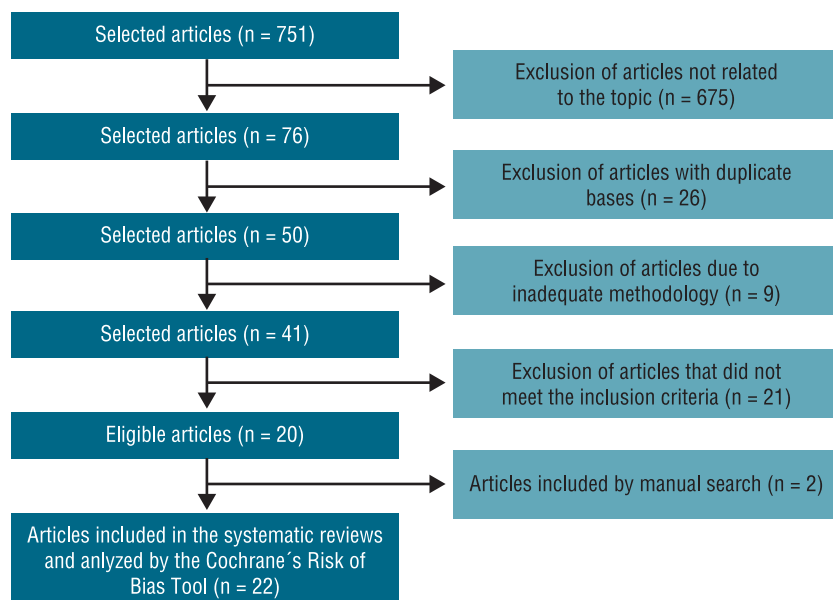 Selected articles (n = 751)
Exclusion of articles not related
to the topic (n = 675)
Selected articles (n = 76)
Exclusion of articles with duplicate
bases (n = 26)
Selected articles (n = 50)
Exclusion of articles due to
inadequate methodology (n = 9)
Selected articles (n = 41)
Exclusion of articles that did not
meet the inclusion criteria (n = 21)
Eligible articles (n = 20)
Articles included by manual search (n = 2)
Articles included in the systematic reviews
and anlyzed by the Cochrane´s Risk of
Bias Tool (n = 22)